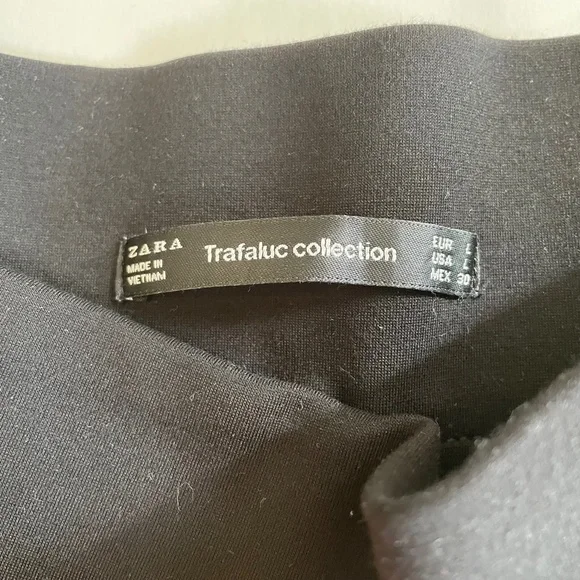 ZARA
MADE IN
VIETNAM
Trafaluc collection
EUR L
USA L
MEX 30